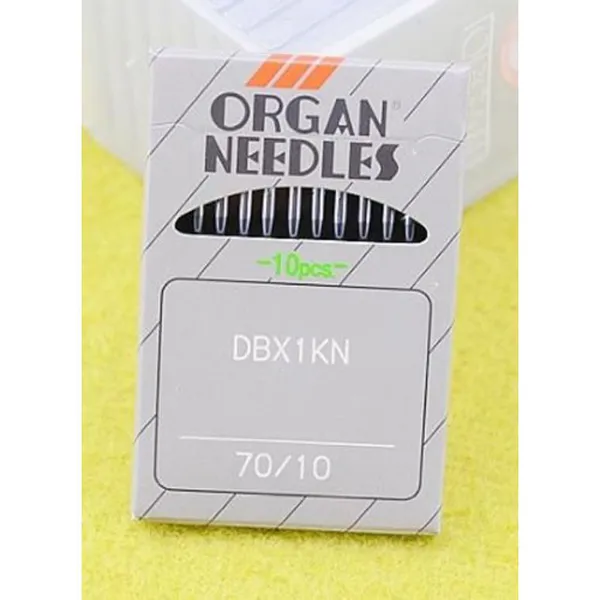 ORGAN®
NEEDLES
-10pcs.-
DBX1KN
70/10